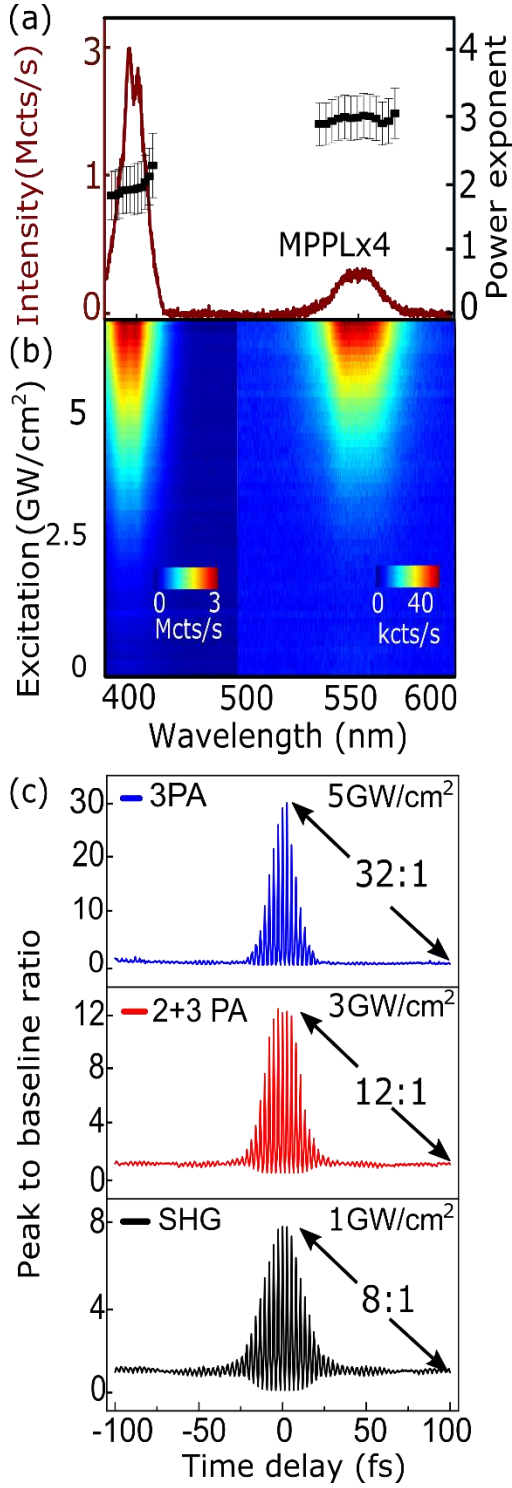 (a)
3
1
0
Intensity(Mcts/s)
4
3
2
1
0
Power exponent
MPPLx4
(b)
5
2.5
0
Excitation(GW/cm²)
0 3
Mcts/s
0 40
kcts/s
400 500 550 600
Wavelength (nm)
(c)
Peak to baseline ratio
3PA 5GW/cm²
30
20
10
0
32:1
2+3 PA 3GW/cm²
12
8
4
0
12:1
SHG 1GW/cm²
8
4
0
8:1
-100 -50 0 50 100
Time delay (fs)